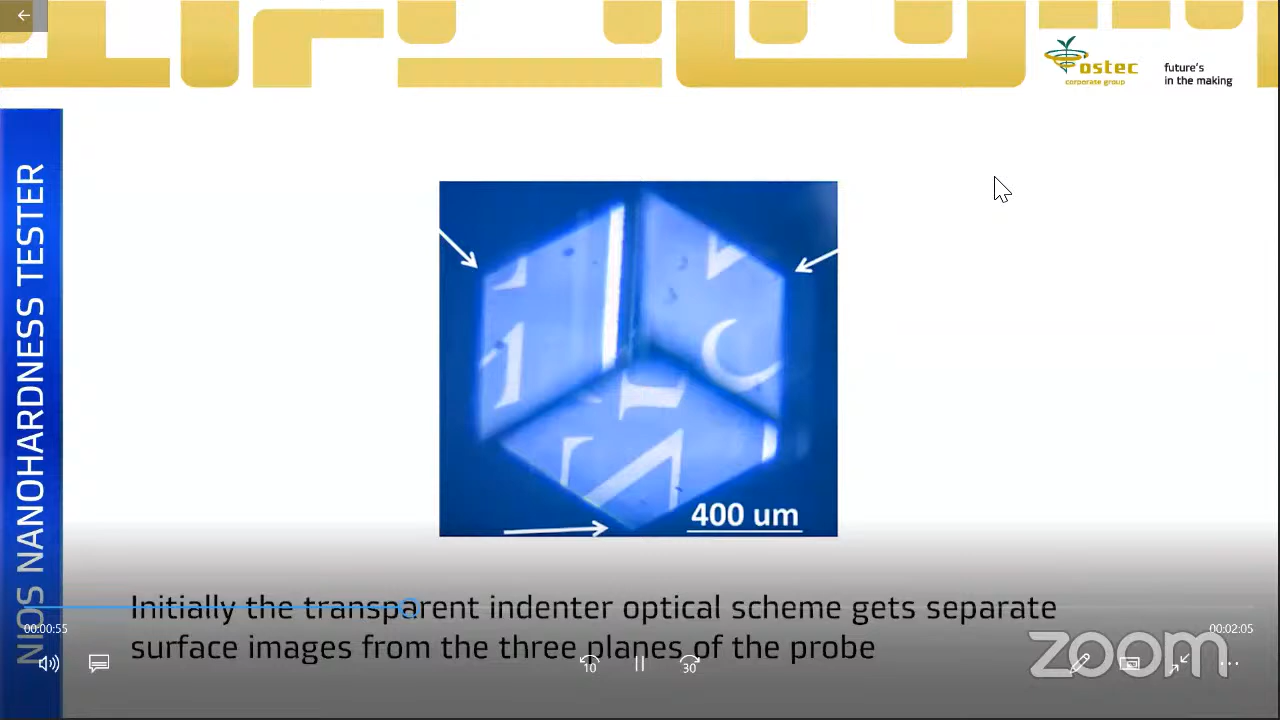 ostec
corporate group
future's
in the making
NIOS NANOHARDNESS TESTER
400 um
Initially the transparent indenter optical scheme gets separate
surface images from the three planes of the probe
00:00:55
00:02:05
10
30
zoom